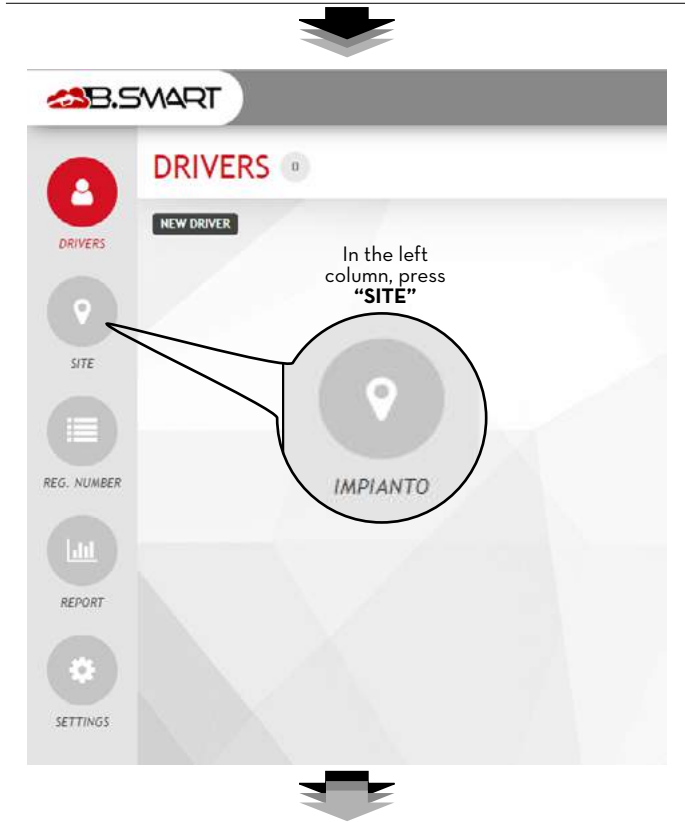 B.SMART
DRIVERS 0
NEW DRIVER
DRIVERS
In the left
column, press
“SITE”
SITE
IMPIANTO
REG. NUMBER
REPORT
SETTINGS